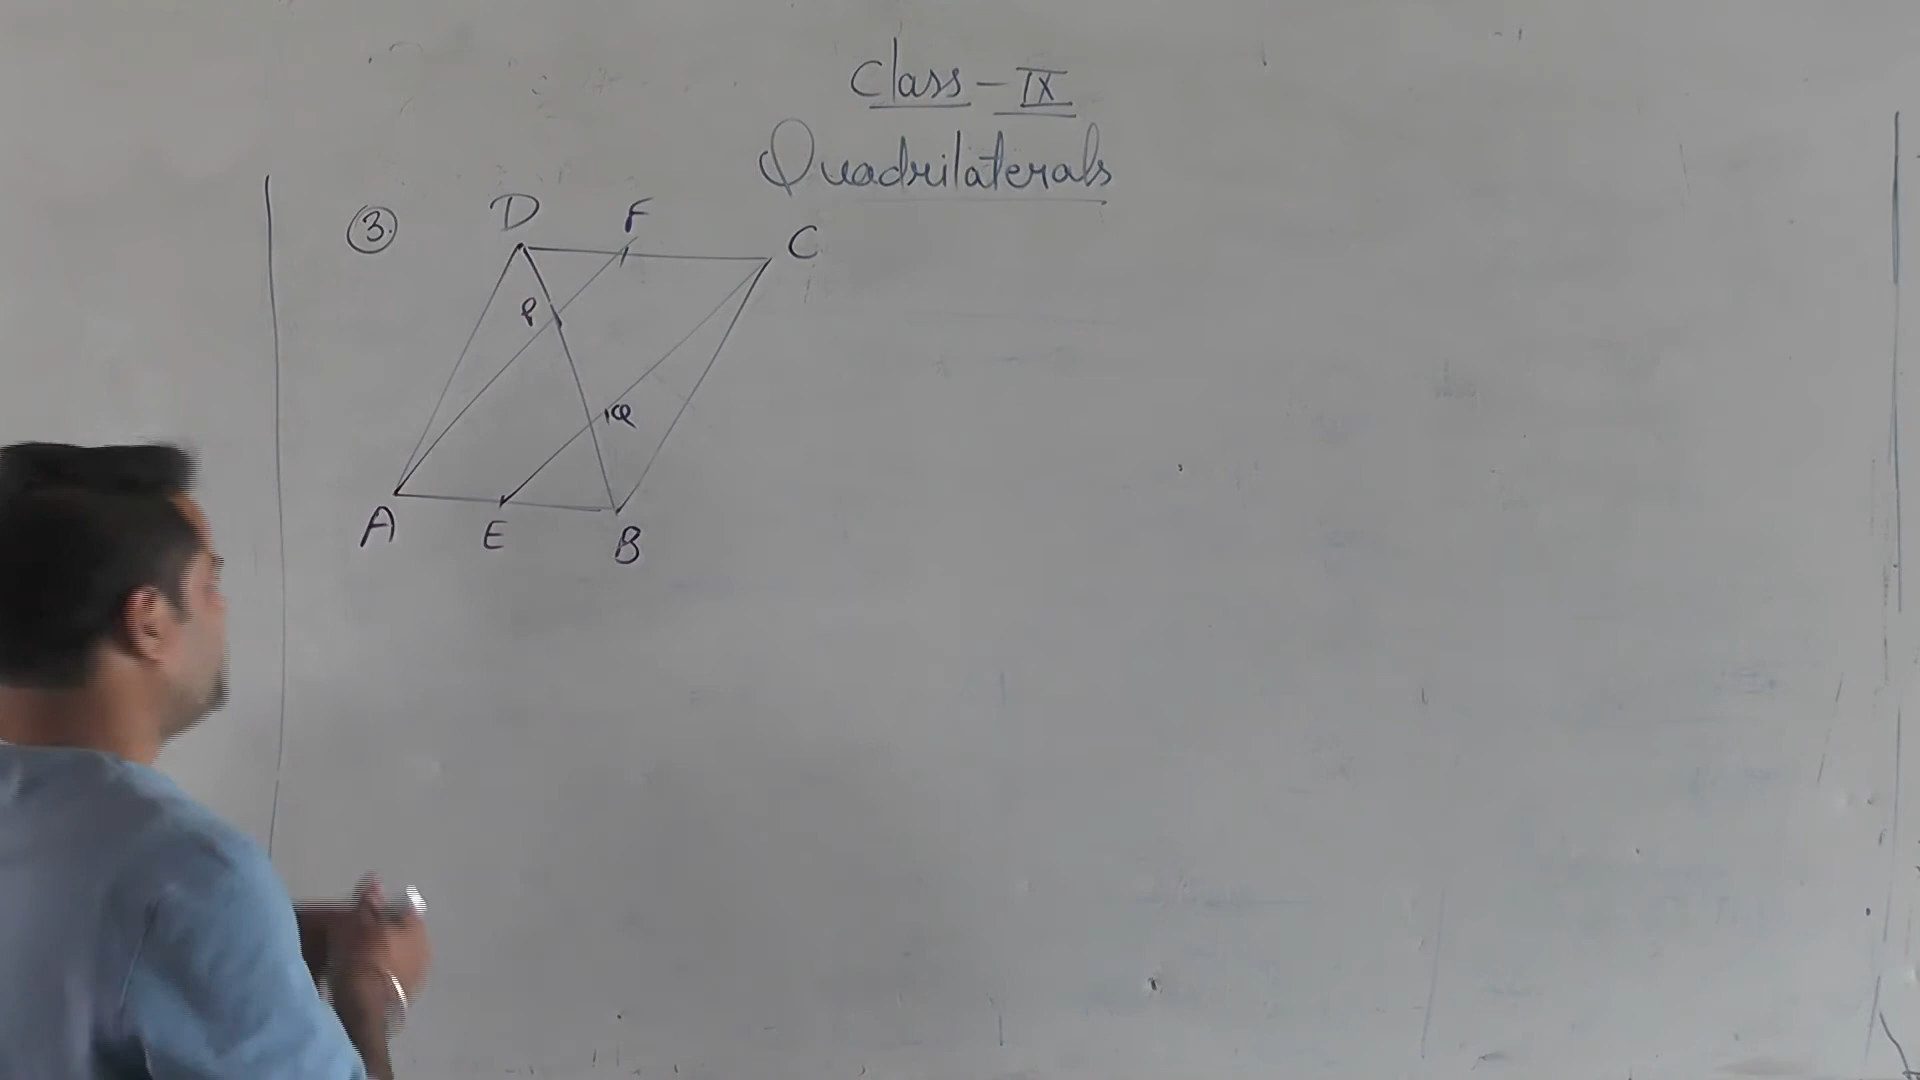 Class - IX
Quadrilaterals
3.
D F C
P
Q
A E B